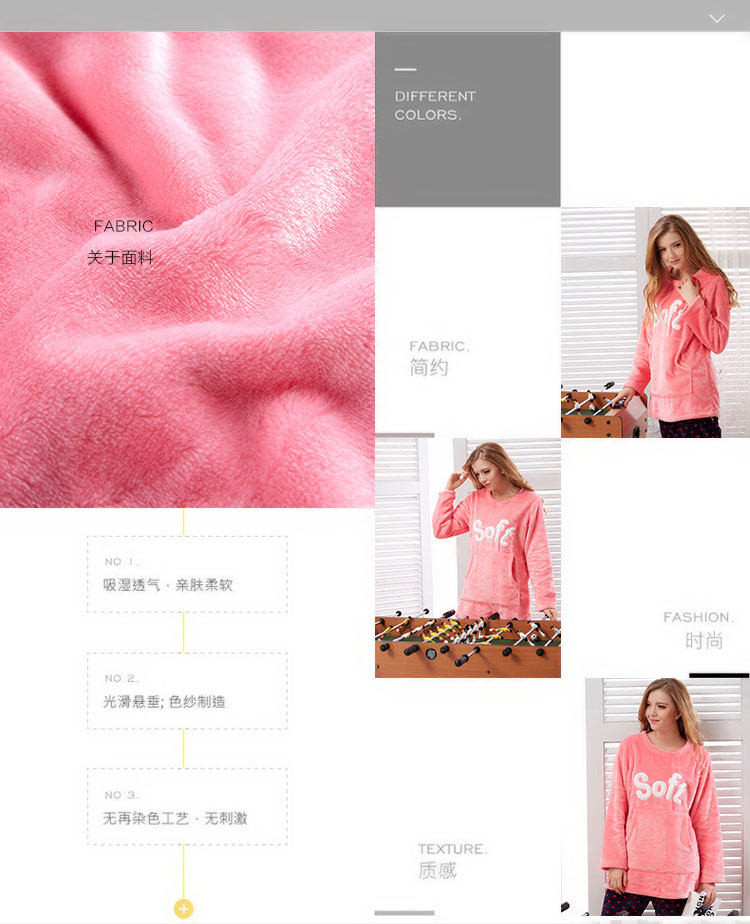 DIFFERENT
COLORS.
FABRIC
关于面料
FABRIC.
简约
Soft
Soft
FASHION.
时尚
NO 1.
吸湿透气·亲肤柔软
NO 2.
光滑悬垂; 色纱制造
NO 3.
无再染色工艺·无刺激
Soft
TEXTURE.
质感